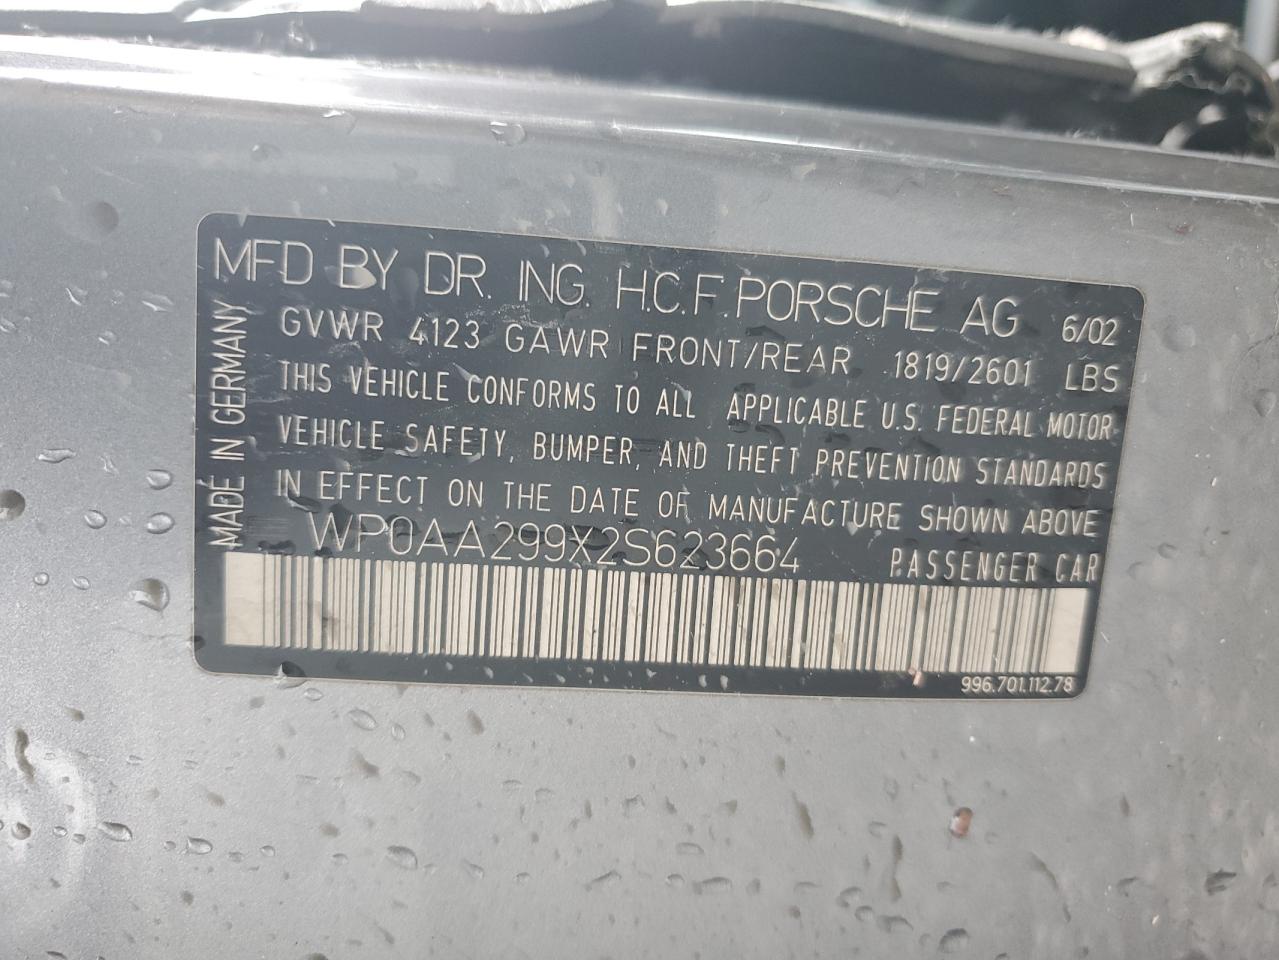 MFD BY DR. ING. H.C.F. PORSCHE AG 6/02
GVWR 4123 GAWR FRONT/REAR 1819/2601 LBS
THIS VEHICLE CONFORMS TO ALL APPLICABLE U.S. FEDERAL MOTOR
VEHICLE SAFETY, BUMPER, AND THEFT PREVENTION STANDARDS
IN EFFECT ON THE DATE OF MANUFACTURE SHOWN ABOVE
WP0AA299X2S623664 PASSENGER CAR
996.701.112.78
MADE IN GERMANY